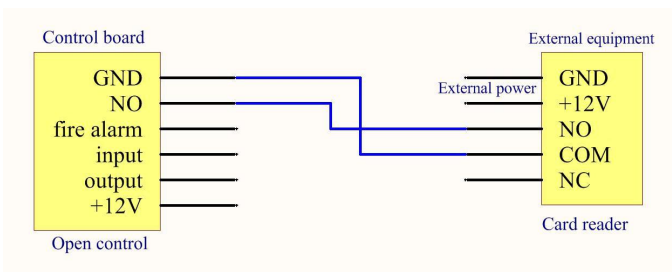 Control board
GND
NO
fire alarm
input
output
+12V
Open control
External equipment
External power
GND
+12V
NO
COM
NC
Card reader